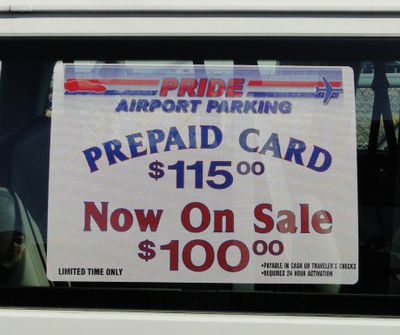 PRIDE
AIRPORT PARKING
PREPAID CARD
$115.00
Now On Sale
$100.00
LIMITED TIME ONLY
•PAYABLE IN CASH OR TRAVELER'S CHECKS
•REQUIRES 24 HOUR ACTIVATION